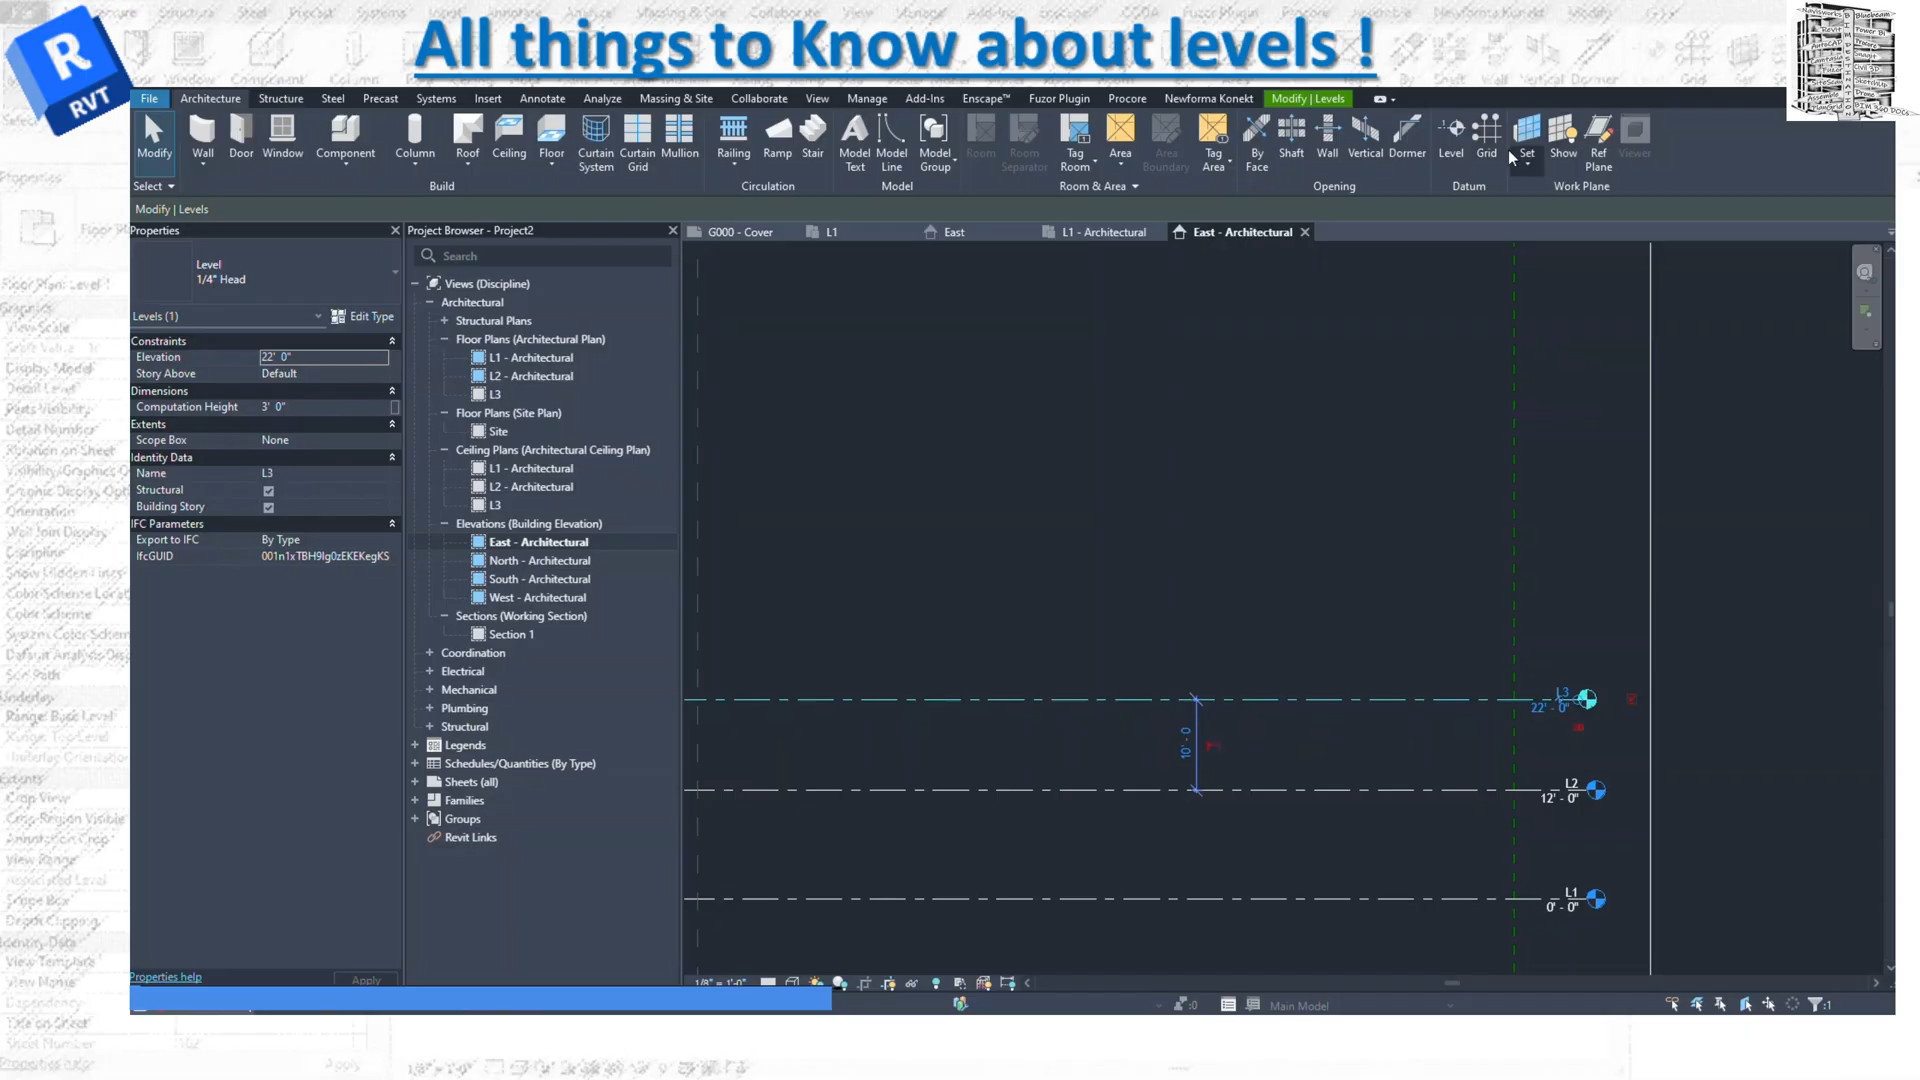 All things to Know about levels !
R
RVT
File Architecture Structure Steel Precast Systems Insert Annotate Analyze Massing & Site Collaborate View Manage Add-Ins Enscape™ Fuzor Plugin Procore Newforma Konekt Modify | Levels
Modify Wall Door Window Component Column Roof Ceiling Floor Curtain System Curtain Grid Mullion Railing Ramp Stair Model Text Model Line Model Group Room Room Separator Tag Room Area Area Boundary Tag Area By Face Shaft Wall Vertical Dormer Level Grid Set Show Ref Plane Viewer
Select Build Circulation Model Room & Area Opening Datum Work Plane
Modify | Levels
Properties
Level
1/4" Head
Levels (1) Edit Type
Constraints
Elevation 22' 0"
Story Above Default
Dimensions
Computation Height 3' 0"
Extents
Scope Box None
Identity Data
Name L3
Structural
Building Story
IFC Parameters
Export to IFC By Type
IfcGUID 001n1xTBH9Ig0zEKEKegKS
Properties help Apply
Project Browser - Project2
Search
Views (Discipline)
Architectural
Structural Plans
Floor Plans (Architectural Plan)
L1 - Architectural
L2 - Architectural
L3
Floor Plans (Site Plan)
Site
Ceiling Plans (Architectural Ceiling Plan)
L1 - Architectural
L2 - Architectural
L3
Elevations (Building Elevation)
East - Architectural
North - Architectural
South - Architectural
West - Architectural
Sections (Working Section)
Section 1
Coordination
Electrical
Mechanical
Plumbing
Structural
Legends
Schedules/Quantities (By Type)
Sheets (all)
Families
Groups
Revit Links
G000 - Cover L1 East L1 - Architectural East - Architectural
L3
22' - 0"
10' - 0
L2
12' - 0"
L1
0' - 0"
1/8" = 1'-0"
:0 Main Model :1